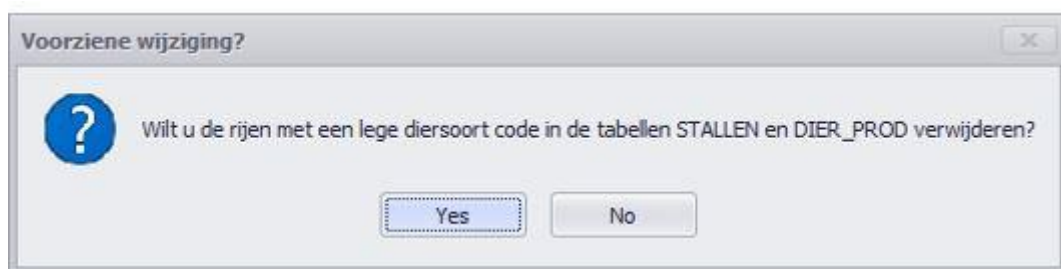 Voorziene wijziging?
Wilt u de rijen met een lege diersoort code in de tabellen STALLEN en DIER_PROD verwijderen?
Yes No